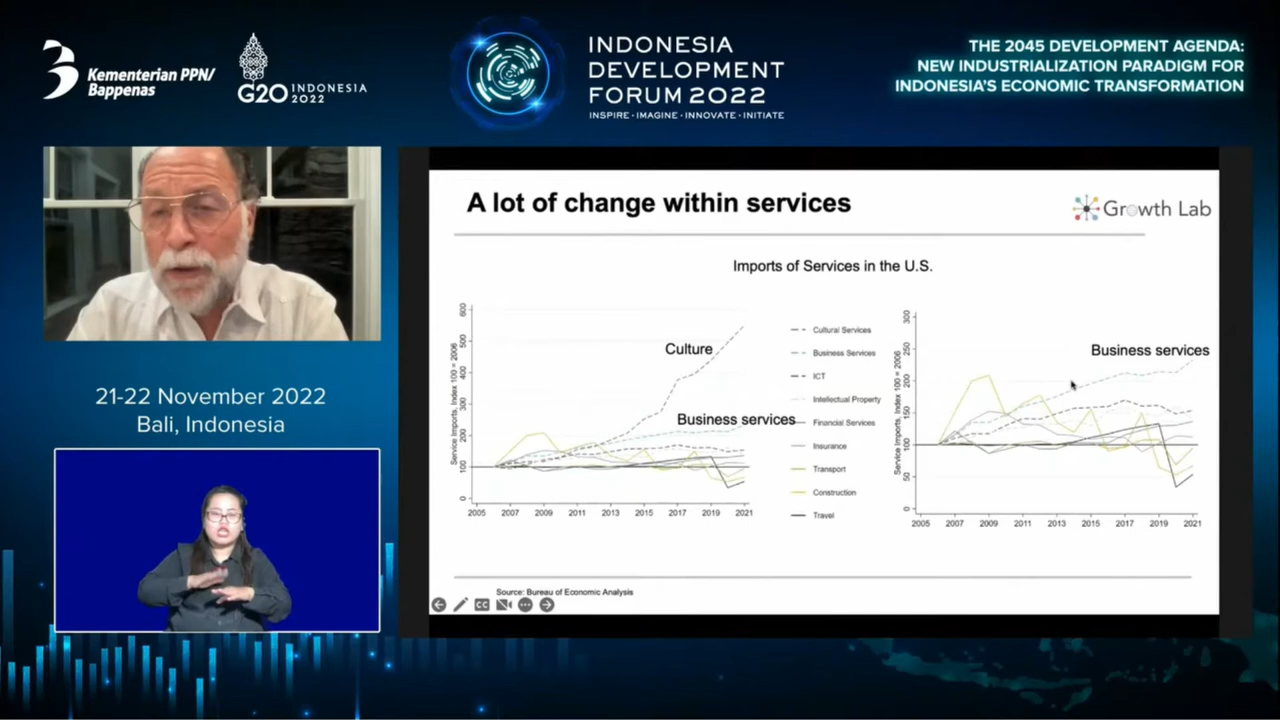 Kementerian PPN/
Bappenas
G20 INDONESIA
2022
INDONESIA
DEVELOPMENT
FORUM 2022
INSPIRE · IMAGINE · INNOVATE · INITIATE
THE 2045 DEVELOPMENT AGENDA:
NEW INDUSTRIALIZATION PARADIGM FOR
INDONESIA'S ECONOMIC TRANSFORMATION
21-22 November 2022
Bali, Indonesia
A lot of change within services
Growth Lab
Imports of Services in the U.S.
Service Imports, Index 100 = 2006
600
500
400
300
200
100
0
2005 2007 2009 2011 2013 2015 2017 2019 2021
Culture
Business services
Cultural Services
Business Services
ICT
Intellectual Property
Financial Services
Insurance
Transport
Construction
Travel
Service Imports, Index 100 = 2006
300
250
200
150
100
50
0
2005 2007 2009 2011 2013 2015 2017 2019 2021
Business services
Source: Bureau of Economic Analysis
CC